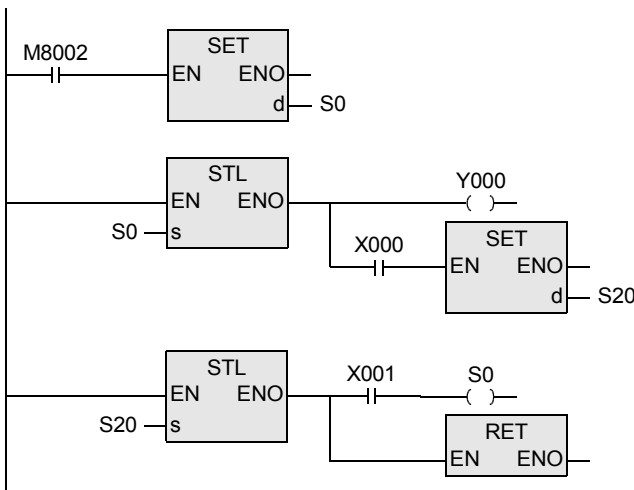 M8002
SET
EN ENO
d S0
STL
EN ENO
S0 s
Y000
X000
SET
EN ENO
d S20
STL
EN ENO
S20 s
X001 S0
RET
EN ENO